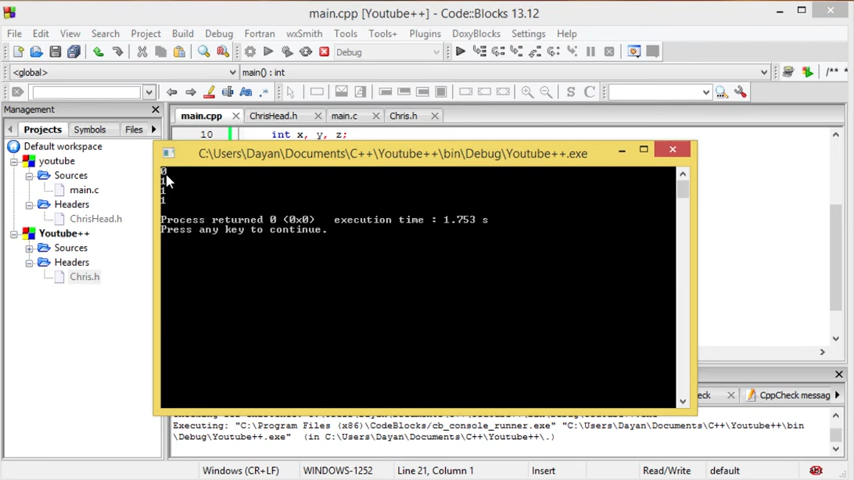 main.cpp [Youtube++] - Code::Blocks 13.12
File Edit View Search Project Build Debug Fortran wxSmith Tools Tools+ Plugins DoxyBlocks Settings Help
Debug
<global> main() : int /**
Management
main.cpp ChrisHead.h main.c Chris.h
Projects Symbols Files
10 int x, y, z;
Default workspace
youtube
Sources
main.c
Headers
ChrisHead.h
Youtube++
Sources
Headers
Chris.h
C:\Users\Dayan\Documents\C++\Youtube++\bin\Debug\Youtube++.exe
0
1
1
1
Process returned 0 (0x0) execution time : 1.753 s
Press any key to continue.
CppCheck messag
Executing: "C:\Program Files (x86)\CodeBlocks/cb_console_runner.exe" "C:\Users\Dayan\Documents\C++\Youtube++\bin
\Debug\Youtube++.exe" (in C:\Users\Dayan\Documents\C++\Youtube++\.)
Windows (CR+LF) WINDOWS-1252 Line 21, Column 1 Insert Read/Write default